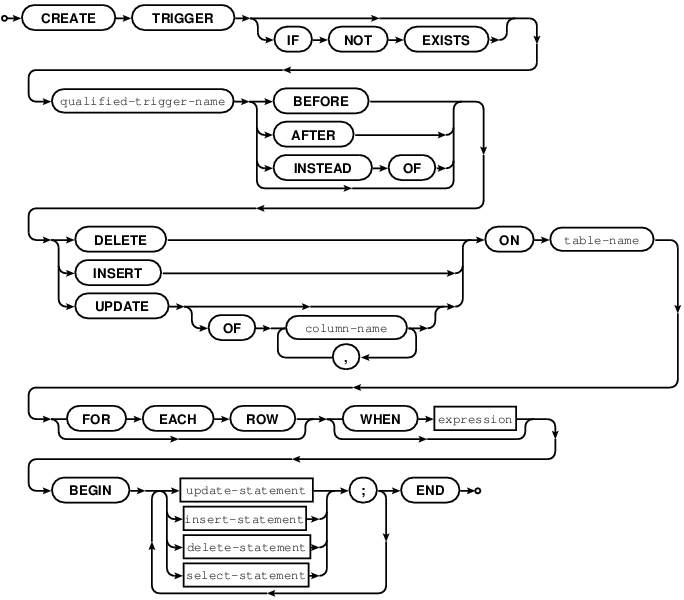 CREATE TRIGGER
IF NOT EXISTS
qualified-trigger-name BEFORE
AFTER
INSTEAD OF
DELETE ON table-name
INSERT
UPDATE
OF column-name
,
FOR EACH ROW WHEN expression
BEGIN update-statement ; END
insert-statement
delete-statement
select-statement